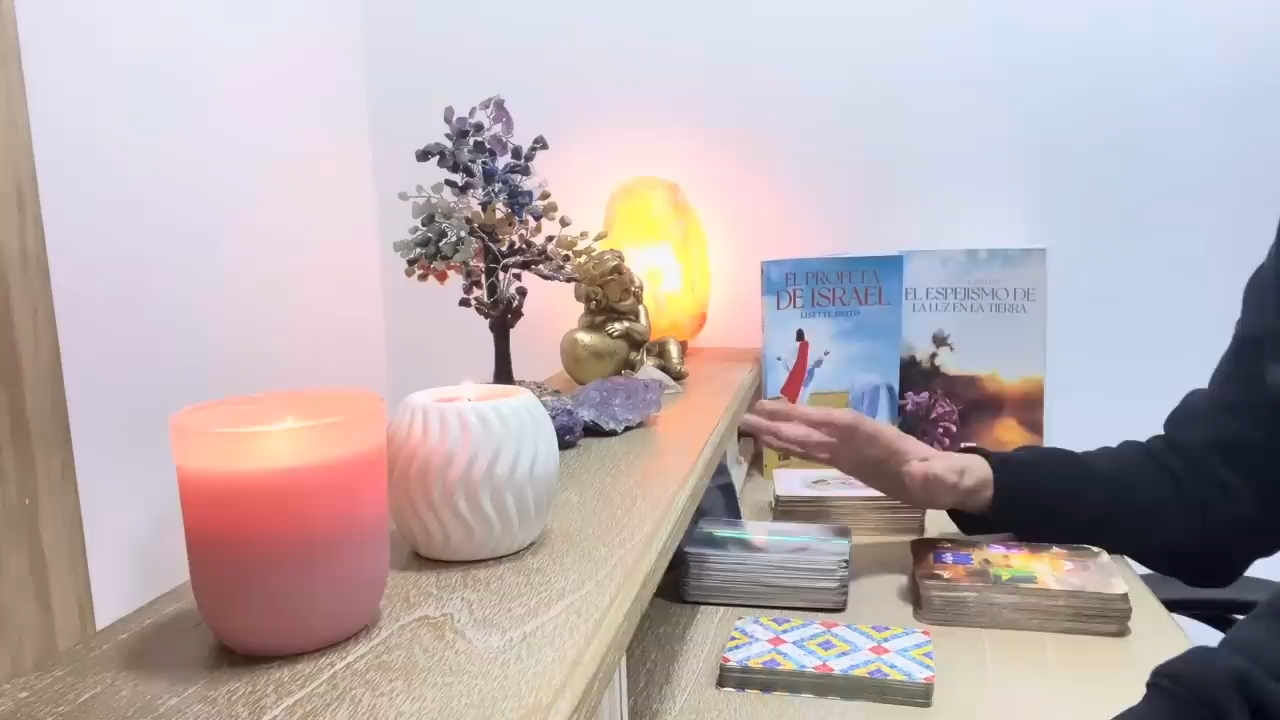 EL PROFETA
DE ISRAEL
LISETTE BRITO
EL ESPEJISMO DE
LA LUZ EN LA TIERRA